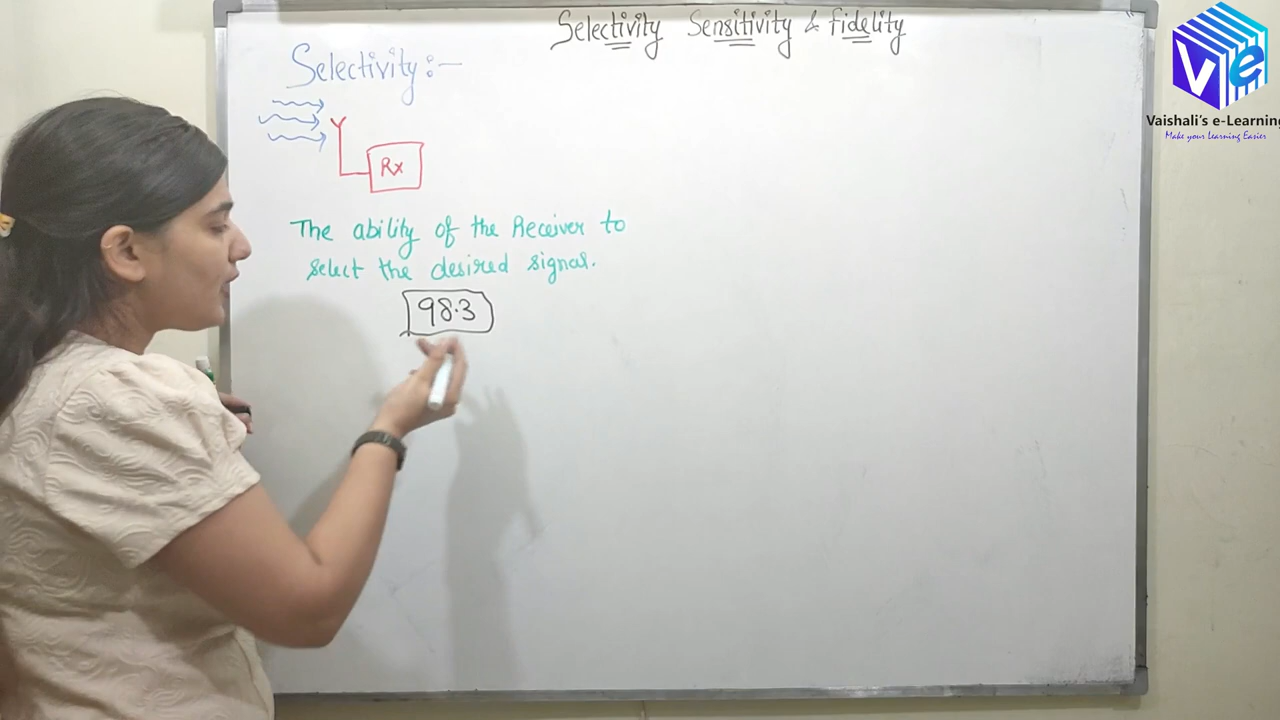 Selectivity Sensitivity & fidelity
Selectivity:-
Rx
The ability of the Receiver to
select the desired signal.
98.3
Ve
Vaishali's e-Learning
Make your Learning Easier